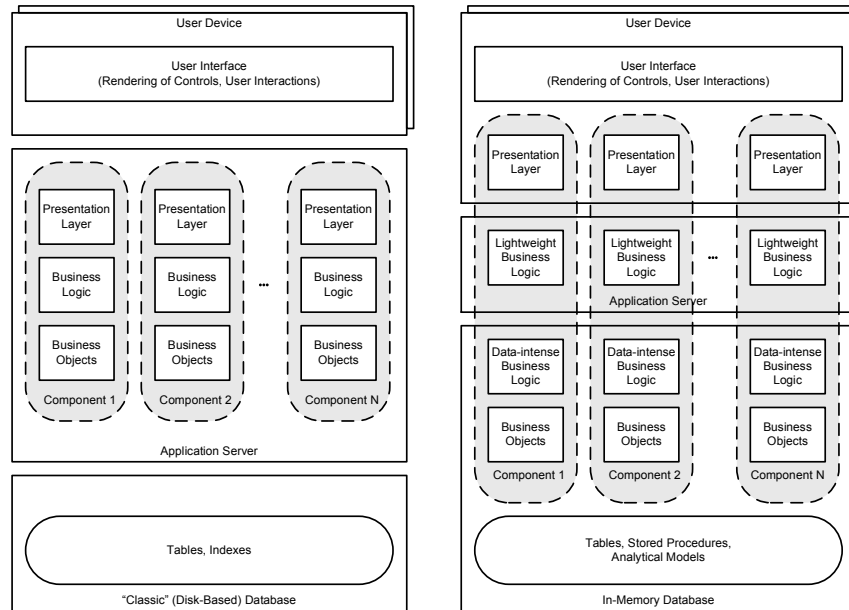 User Device
User Interface
(Rendering of Controls, User Interactions)
Presentation
Layer
Presentation
Layer
Presentation
Layer
Business
Logic
Business
Logic
...
Business
Logic
Business
Objects
Business
Objects
Business
Objects
Component 1
Component 2
Component N
Application Server
Tables, Indexes
“Classic” (Disk-Based) Database
User Device
User Interface
(Rendering of Controls, User Interactions)
Presentation
Layer
Presentation
Layer
Presentation
Layer
Lightweight
Business
Logic
Lightweight
Business
Logic
...
Lightweight
Business
Logic
Application Server
Data-intense
Business
Logic
Data-intense
Business
Logic
Data-intense
Business
Logic
Business
Objects
Business
Objects
Business
Objects
Component 1
Component 2
Component N
Tables, Stored Procedures,
Analytical Models
In-Memory Database